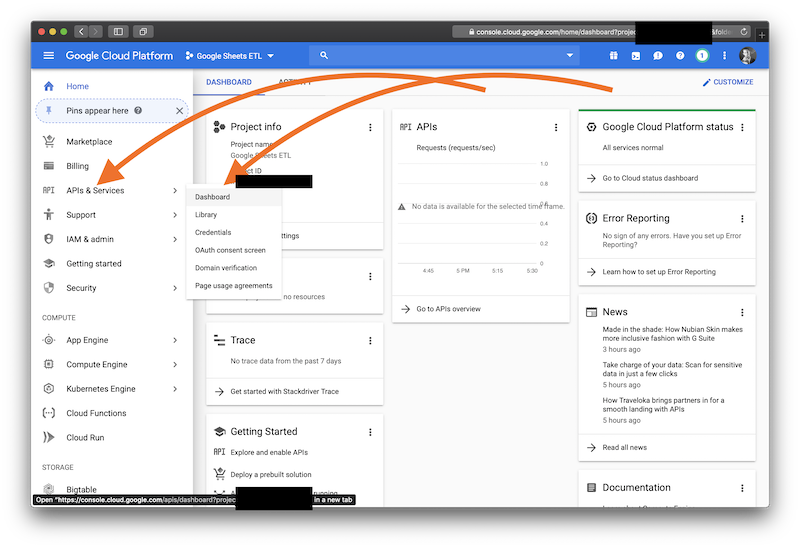 console.cloud.google.com/home/dashboard?projec
&folde
Google Cloud Platform
Google Sheets ETL
1
Home
Pins appear here
Marketplace
Billing
API
APIs & Services
Support
IAM & admin
Getting started
Security
COMPUTE
App Engine
Compute Engine
Kubernetes Engine
Cloud Functions
Cloud Run
STORAGE
Bigtable
Open "https://console.cloud.google.com/apis/dashboard?projec
in a new tab
Dashboard
Library
Credentials
OAuth consent screen
Domain verification
Page usage agreements
DASHBOARD
ACTIVITY
CUSTOMIZE
Project info
Project name
Google Sheets ETL
ID
no resources
Trace
No trace data from the past 7 days
Get started with Stackdriver Trace
Getting Started
API
Explore and enable APIs
Deploy a prebuilt solution
running
API
APIs
Requests (requests/sec)
1.0
0.8
0.6
0.4
0.2
0
No data is available for the selected time frame.
4:45
5 PM
5:15
5:30
Go to APIs overview
Google Cloud Platform status
All services normal
Go to Cloud status dashboard
Error Reporting
No sign of any errors. Have you set up Error
Reporting?
Learn how to set up Error Reporting
News
Made in the shade: How Nubian Skin makes
more inclusive fashion with G Suite
3 hours ago
Take charge of your data: Scan for sensitive
data in just a few clicks
5 hours ago
How Traveloka brings partners in for a
smooth landing with APIs
5 hours ago
Read all news
Documentation